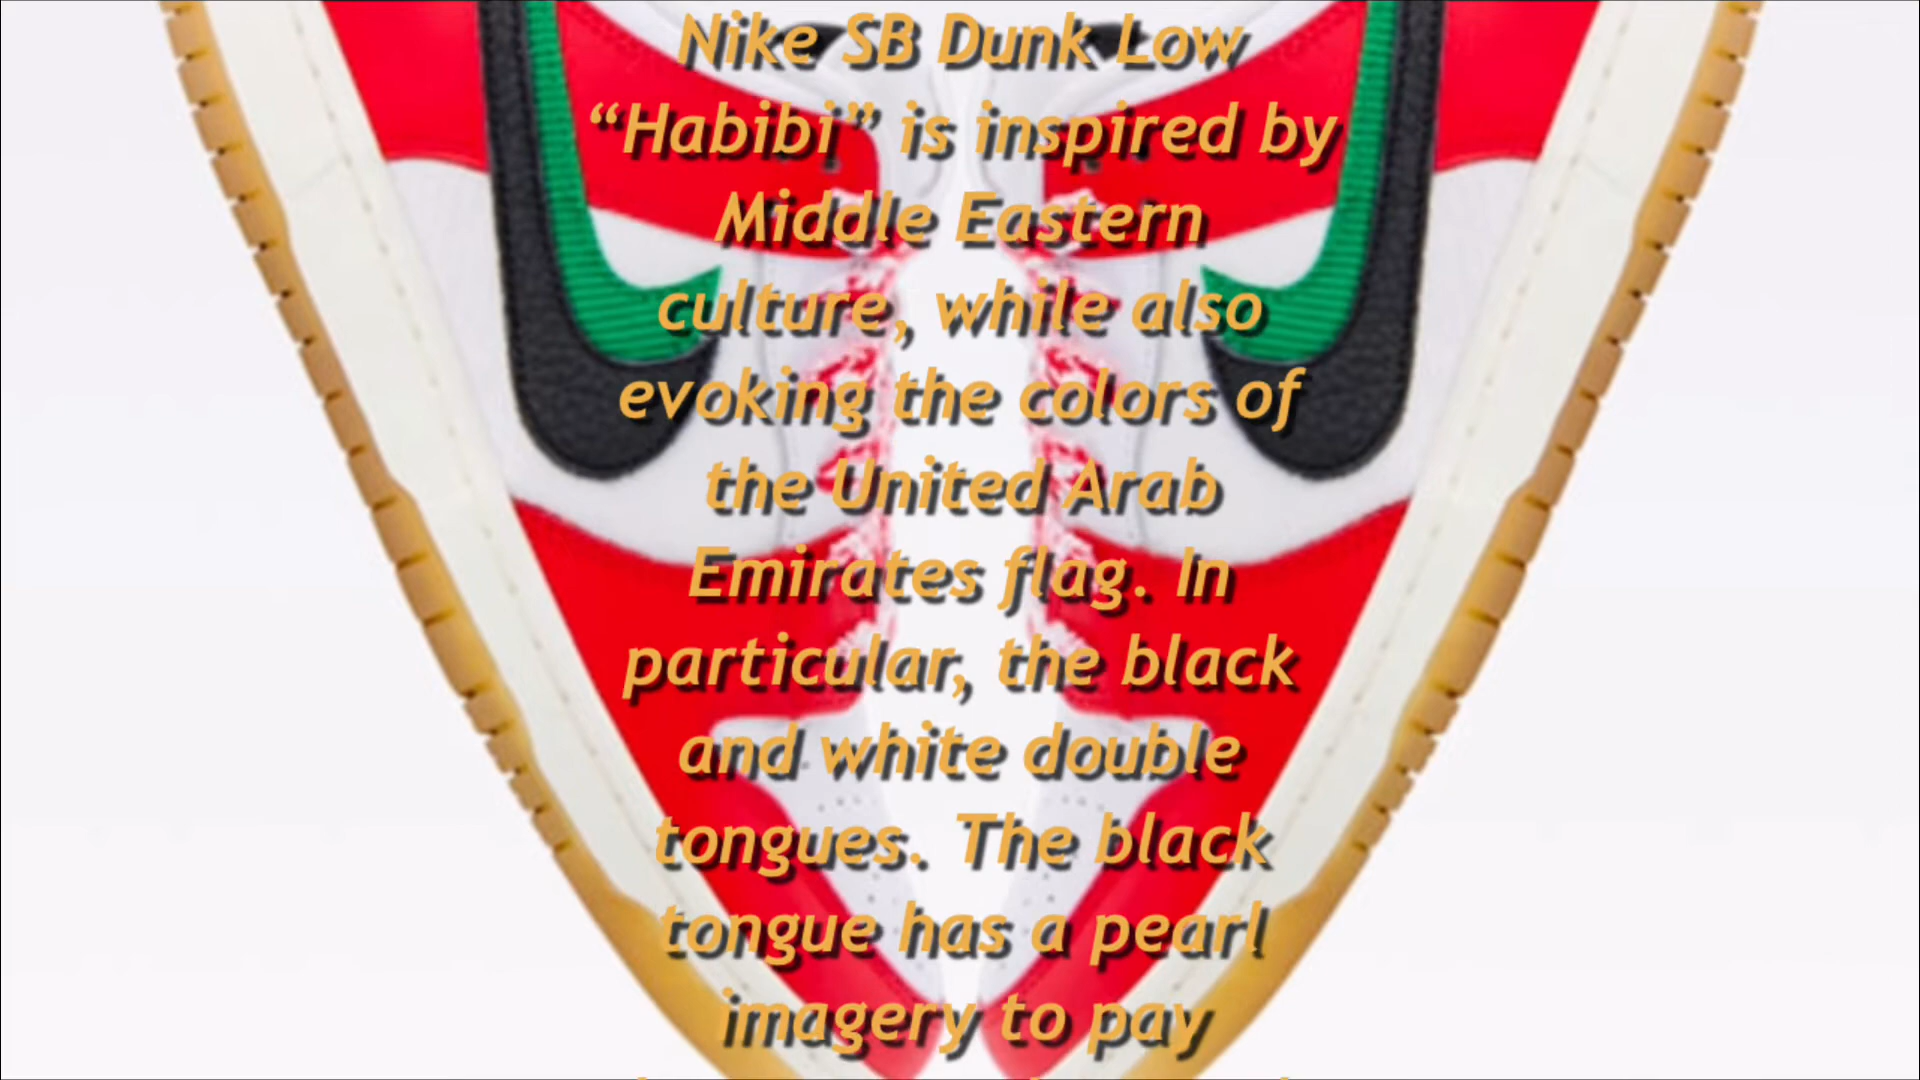 Nike SB Dunk Low
“Habibi” is inspired by
Middle Eastern
culture, while also
evoking the colors of
the United Arab
Emirates flag. In
particular, the black
and white double
tongues. The black
tongue has a pearl
imagery to pay